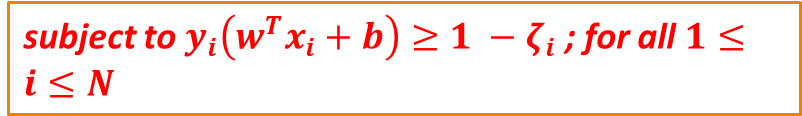 subject to yᵢ(wᵀxᵢ + b) ≥ 1 − ζᵢ ; for all 1 ≤
i ≤ N